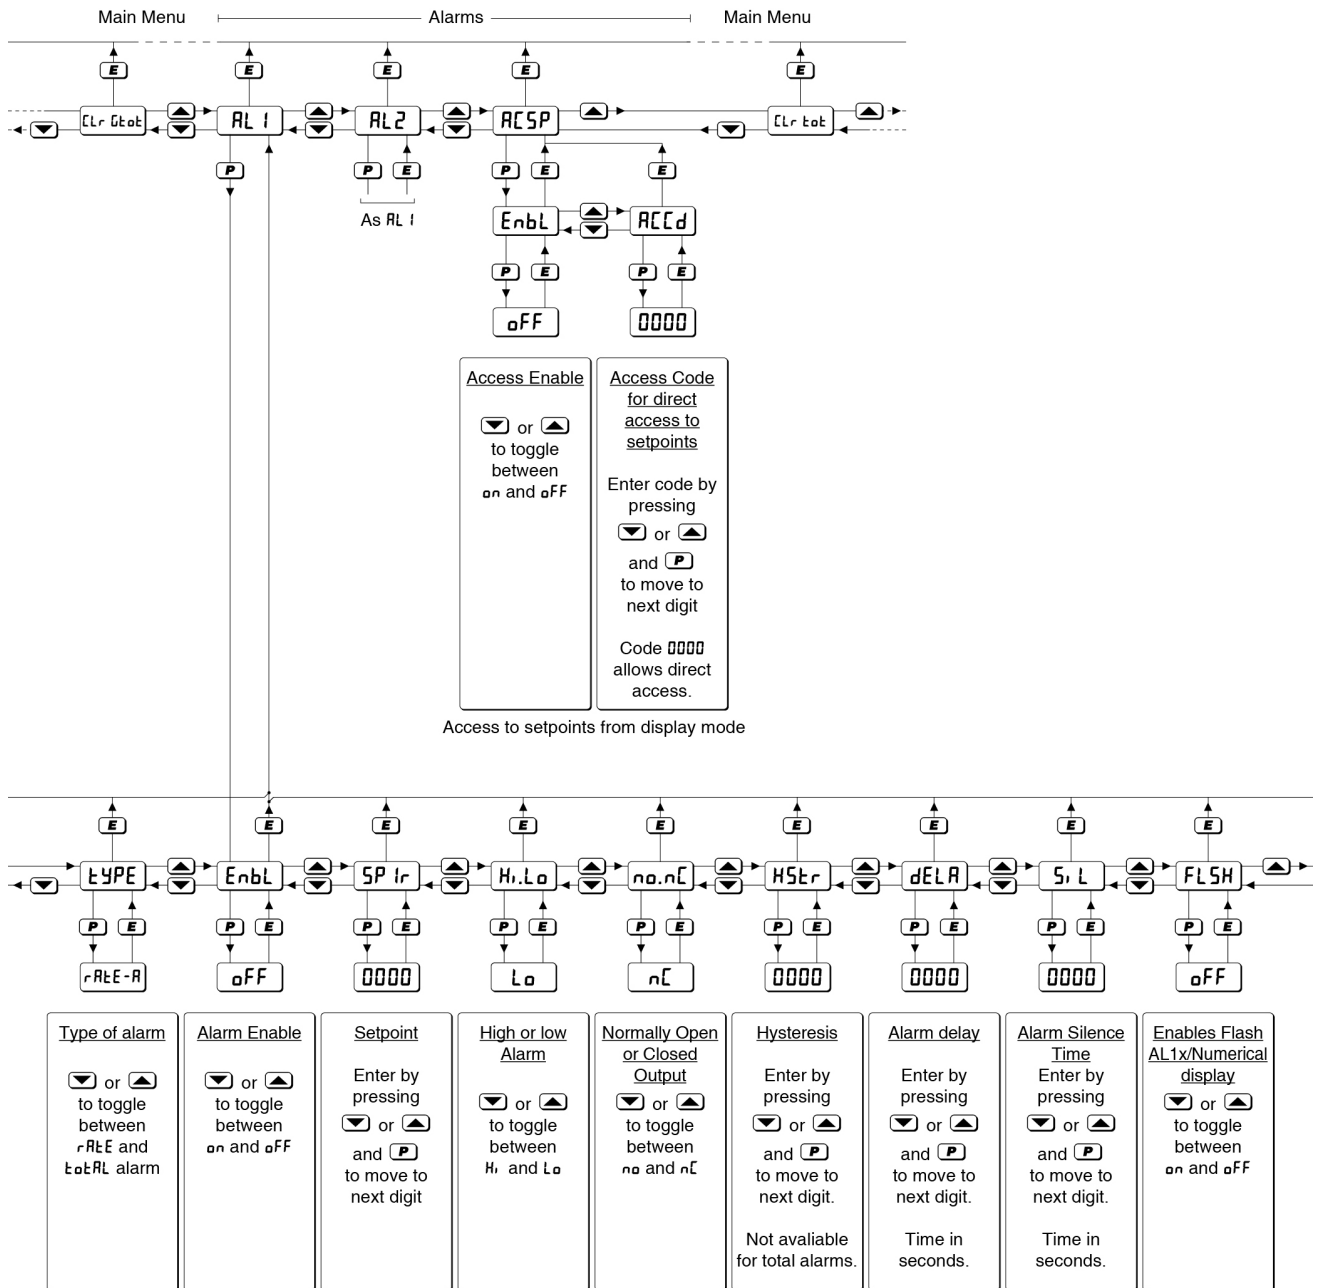 Main Menu Alarms Main Menu
E E E E E
CLr Gtot AL1 AL2 ACSP CLr tot
P P E P E E
As AL1
EnbL ACCd
P E P E
oFF 0000
Access Enable
or
to toggle
between
on and oFF
Access Code
for direct
access to
setpoints
Enter code by
pressing
or
and P
to move to
next digit
Code 0000
allows direct
access.
Access to setpoints from display mode
E E E E E E E E E
tYPE EnbL SP1r Hi.Lo no.nC HStr dELA Si L FLSH
P E P E P E P E P E P E P E P E P E
rAtE-A oFF 0000 Lo nC 0000 0000 0000 oFF
Type of alarm
or
to toggle
between
rAtE and
totAL alarm
Alarm Enable
or
to toggle
between
on and oFF
Setpoint
Enter by
pressing
or
and P
to move to
next digit
High or low
Alarm
or
to toggle
between
Hi and Lo
Normally Open
or Closed
Output
or
to toggle
between
no and nC
Hysteresis
Enter by
pressing
or
and P
to move to
next digit.
Not avaliable
for total alarms.
Alarm delay
Enter by
pressing
or
and P
to move to
next digit.
Time in
seconds.
Alarm Silence
Time
Enter by
pressing
or
and P
to move to
next digit.
Time in
seconds.
Enables Flash
AL1x/Numerical
display
or
to toggle
between
on and oFF